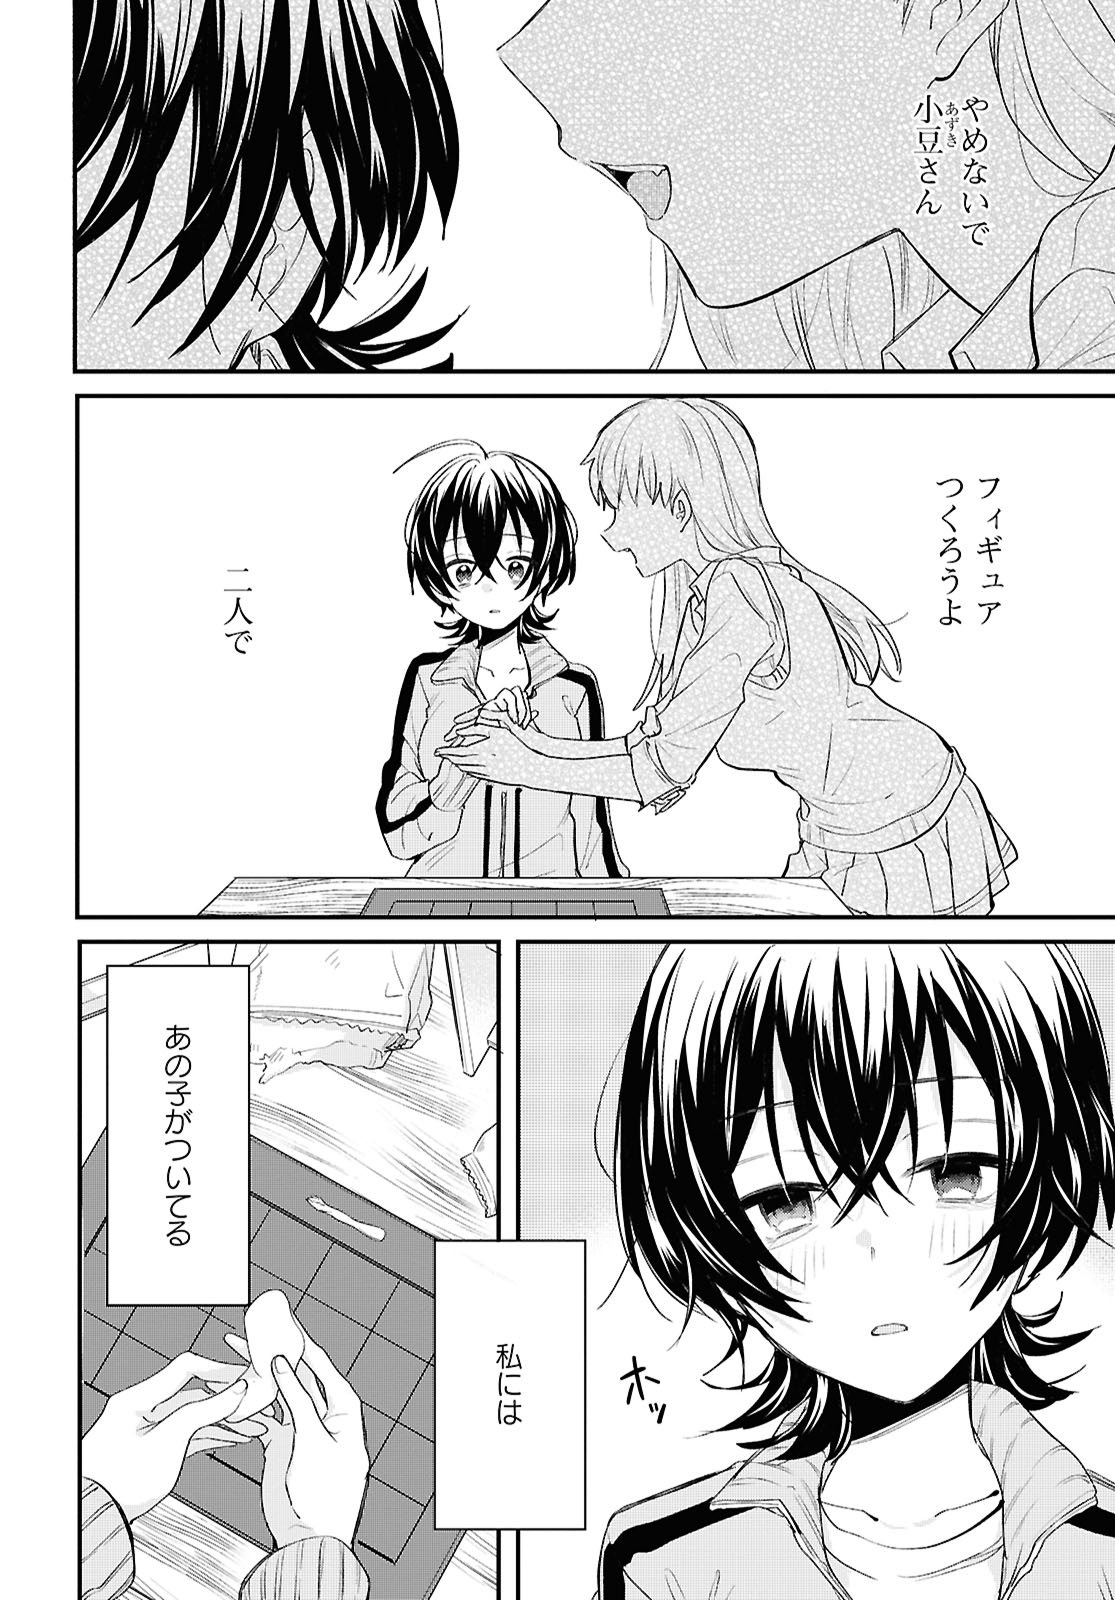 やめないで
小豆さん
あずき
フィギュア
つくろうよ
二人で
ホッ
私には
あの子がついてる